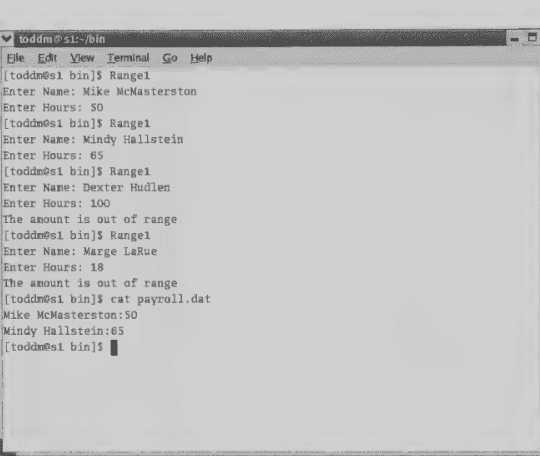 toddm@s1:~/bin
File Edit View Terminal Go Help
[toddm@s1 bin]$ Range1
Enter Name: Mike McMasterston
Enter Hours: 50
[toddm@s1 bin]$ Range1
Enter Name: Mindy Hallstein
Enter Hours: 65
[toddm@s1 bin]$ Range1
Enter Name: Dexter Hudlen
Enter Hours: 100
The amount is out of range
[toddm@s1 bin]$ Range1
Enter Name: Marge LaRue
Enter Hours: 18
The amount is out of range
[toddm@s1 bin]$ cat payroll.dat
Mike McMasterston:50
Mindy Hallstein:65
[toddm@s1 bin]$